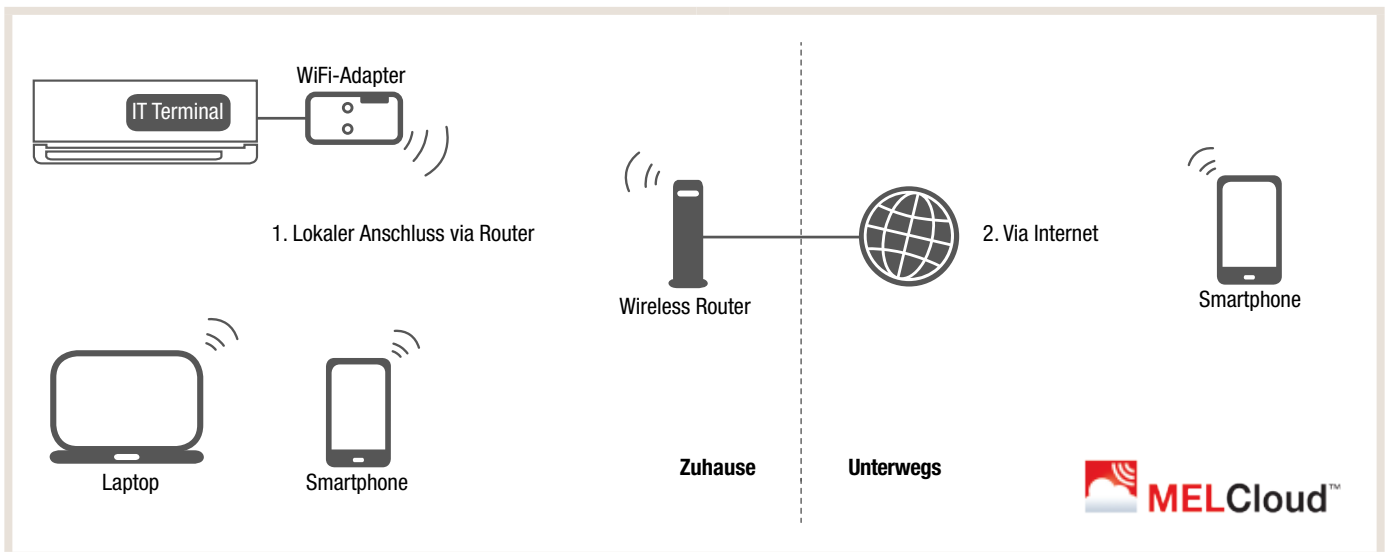 WiFi-Adapter
IT Terminal
1. Lokaler Anschluss via Router
2. Via Internet
Wireless Router
Smartphone
Laptop
Smartphone
Zuhause
Unterwegs
MELCloud™